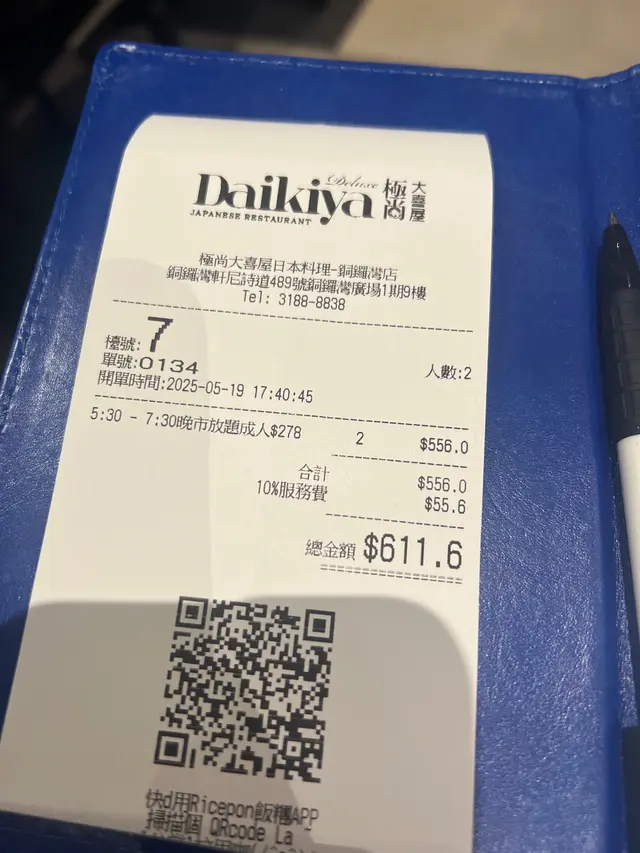 Deluxe
Daikiya 極尚 大喜屋
JAPANESE RESTAURANT
極尚大喜屋日本料理-銅鑼灣店
銅鑼灣軒尼詩道489號銅鑼灣廣場1期9樓
Tel: 3188-8838
檯號: 7
單號:0134 人數:2
開單時間:2025-05-19 17:40:45
5:30 - 7:30晚市放題成人$278 2 $556.0
合計 $556.0
10%服務費 $55.6
總金額 $611.6
快d用Ricepon飯糰APP
掃描個 QRcode La